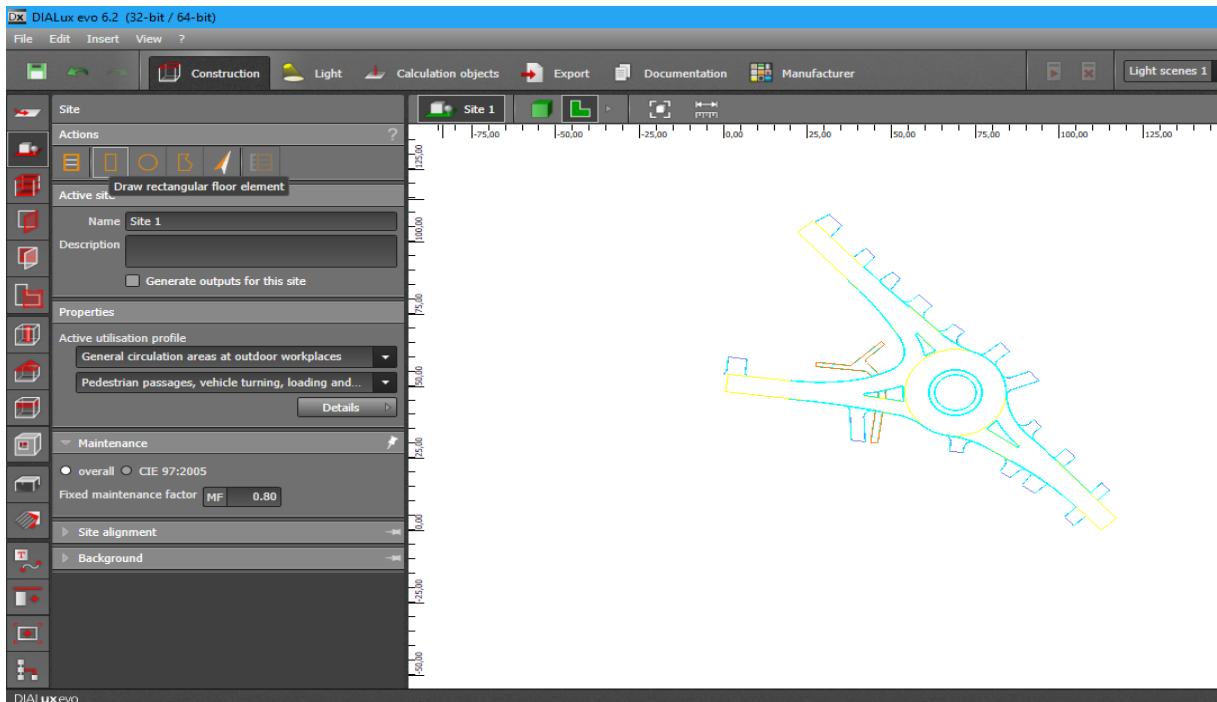 DX DIALux evo 6.2 (32-bit / 64-bit)
File Edit Insert View ?
Construction Light Calculation objects Export Documentation Manufacturer Light scenes 1
Site
Site 1
Actions ?
-75,00 -50,00 -25,00 0,00 25,00 50,00 75,00 100,00 125,00
Draw rectangular floor element
Active site
Name Site 1
Description
Generate outputs for this site
Properties
Active utilisation profile
General circulation areas at outdoor workplaces
Pedestrian passages, vehicle turning, loading and...
Details
Maintenance
overall CIE 97:2005
Fixed maintenance factor MF 0.80
Site alignment
Background
125,00
100,00
75,00
50,00
25,00
0,00
-25,00
-50,00
T
DIALux evo